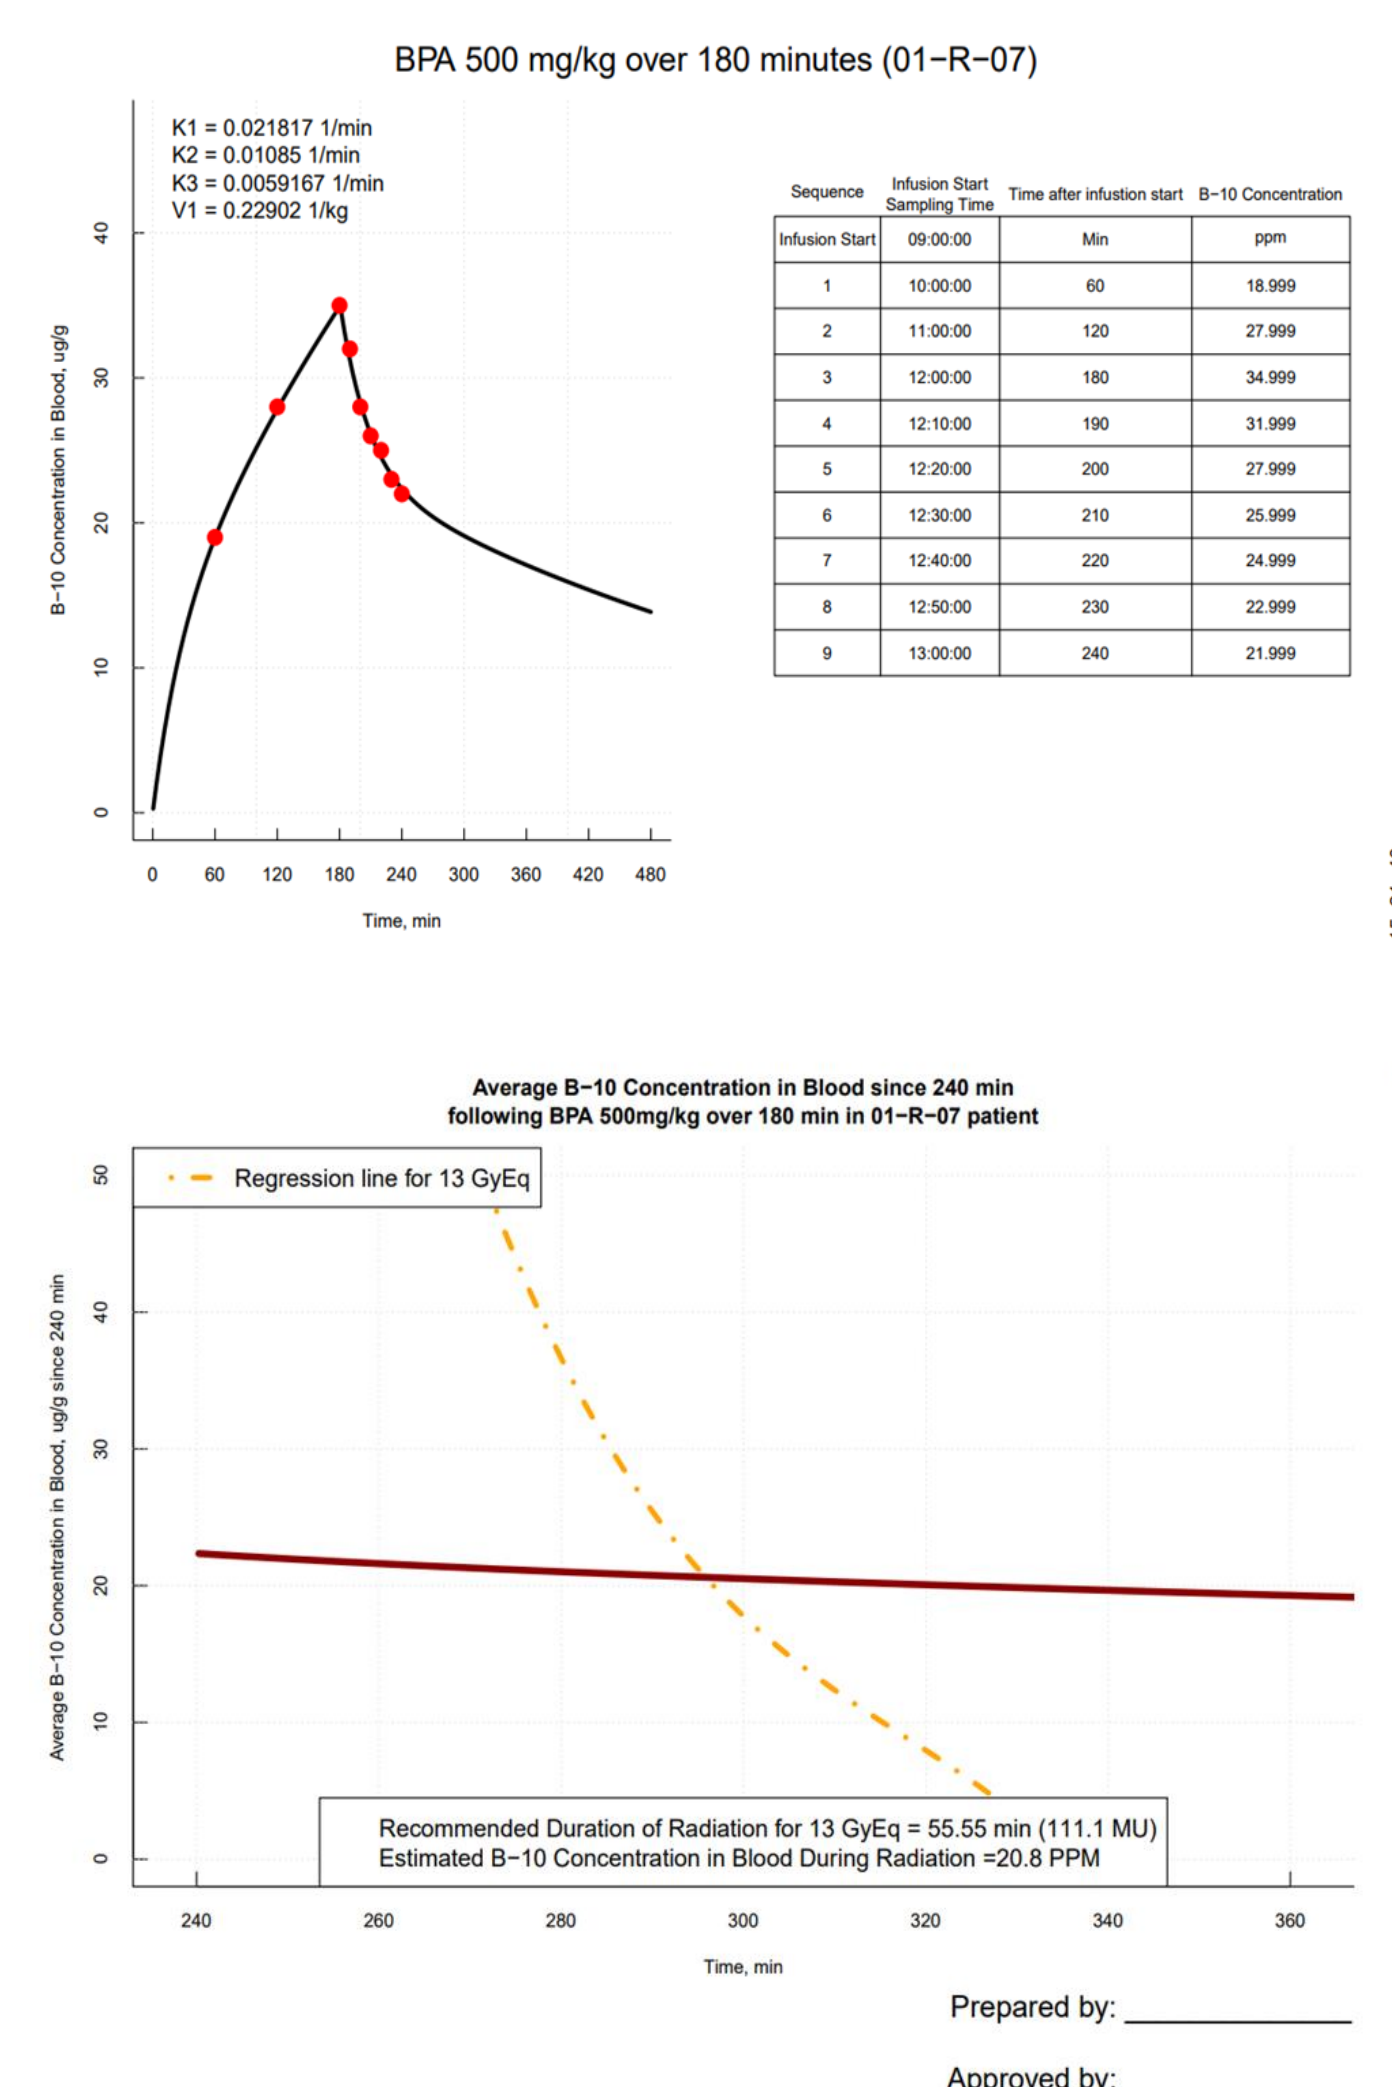 BPA 500 mg/kg over 180 minutes (01−R−07)
K1 = 0.021817 1/min
K2 = 0.01085 1/min
K3 = 0.0059167 1/min
V1 = 0.22902 1/kg
B−10 Concentration in Blood, ug/g
40
30
20
10
0
0 60 120 180 240 300 360 420 480
Time, min
Sequence Infusion Start Sampling Time Time after infustion start B−10 Concentration
Infusion Start 09:00:00 Min ppm
1 10:00:00 60 18.999
2 11:00:00 120 27.999
3 12:00:00 180 34.999
4 12:10:00 190 31.999
5 12:20:00 200 27.999
6 12:30:00 210 25.999
7 12:40:00 220 24.999
8 12:50:00 230 22.999
9 13:00:00 240 21.999
Average B−10 Concentration in Blood since 240 min
following BPA 500mg/kg over 180 min in 01−R−07 patient
Regression line for 13 GyEq
Average B−10 Concentration in Blood, ug/g since 240 min
50
40
30
20
10
0
Recommended Duration of Radiation for 13 GyEq = 55.55 min (111.1 MU)
Estimated B−10 Concentration in Blood During Radiation =20.8 PPM
240 260 280 300 320 340 360
Time, min
Prepared by:
Approved by: